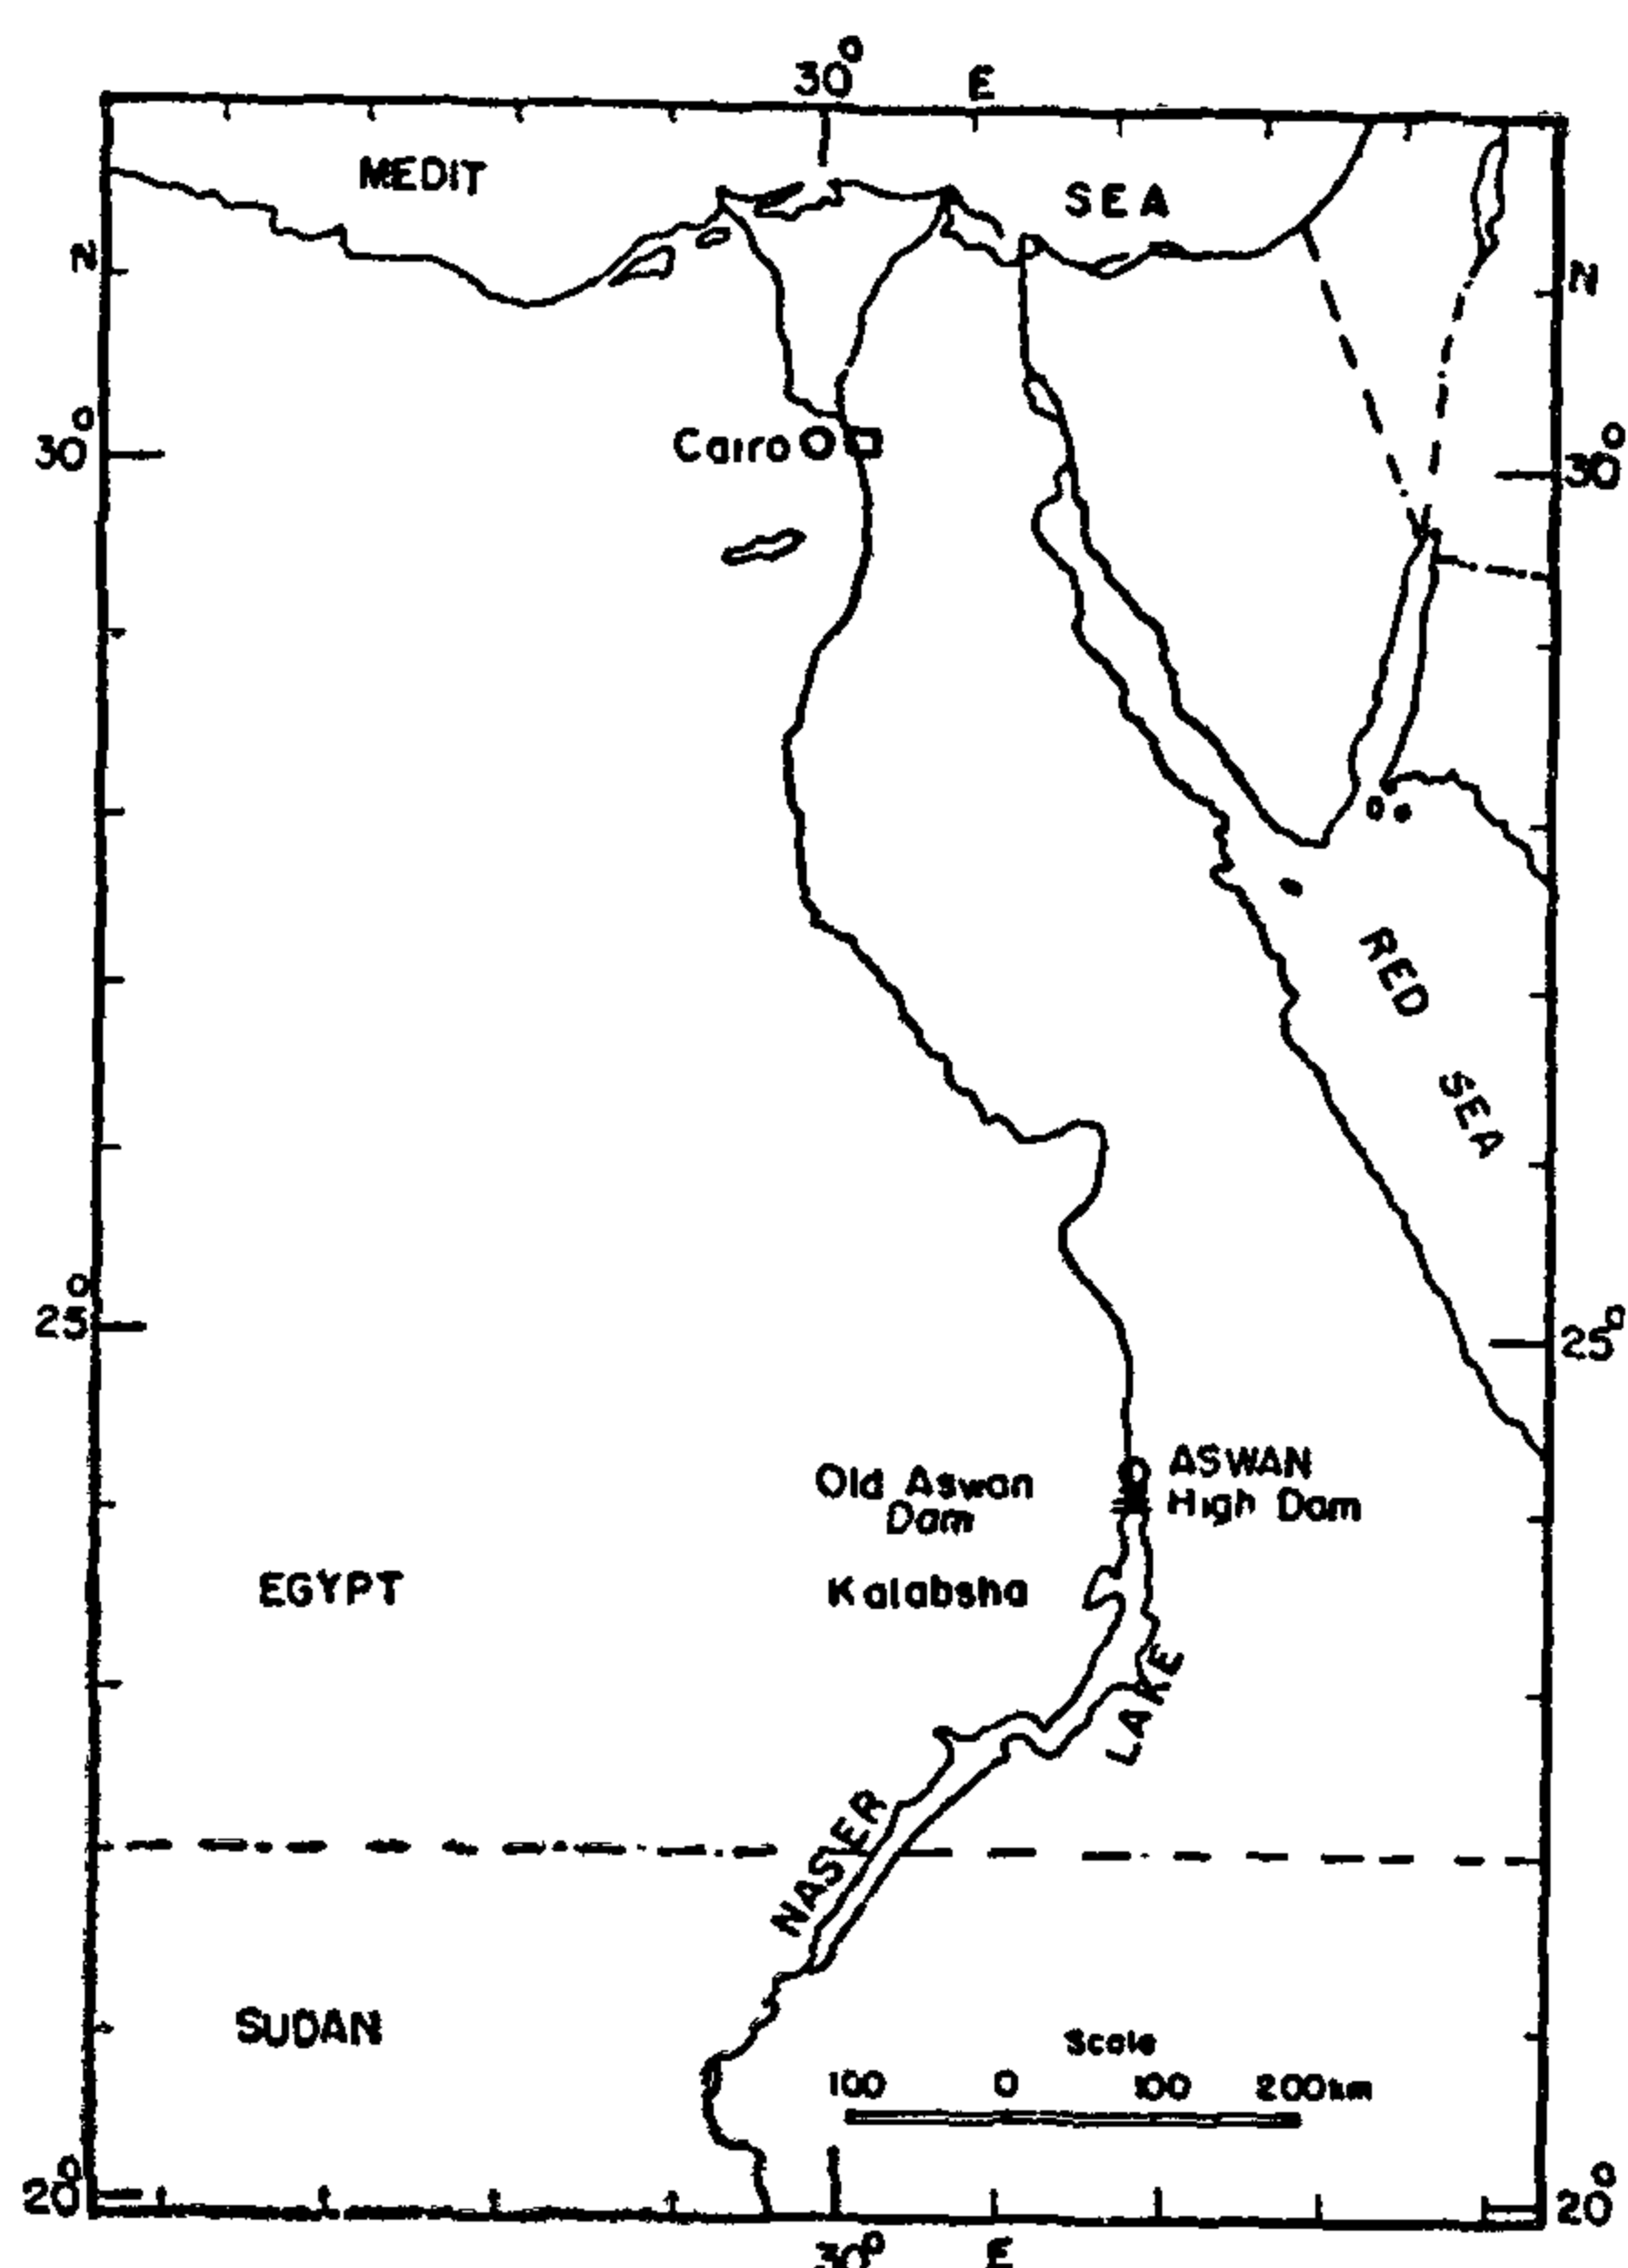 30° E
MEDIT SEA
N
N
Cairo
30°
30°
RED SEA
25°
25°
ASWAN
Old Aswan
Dam
High Dam
Kalabsha
EGYPT
NASER LAKE
SUDAN
Scale
100 0 100 200km
20°
20°
30° E